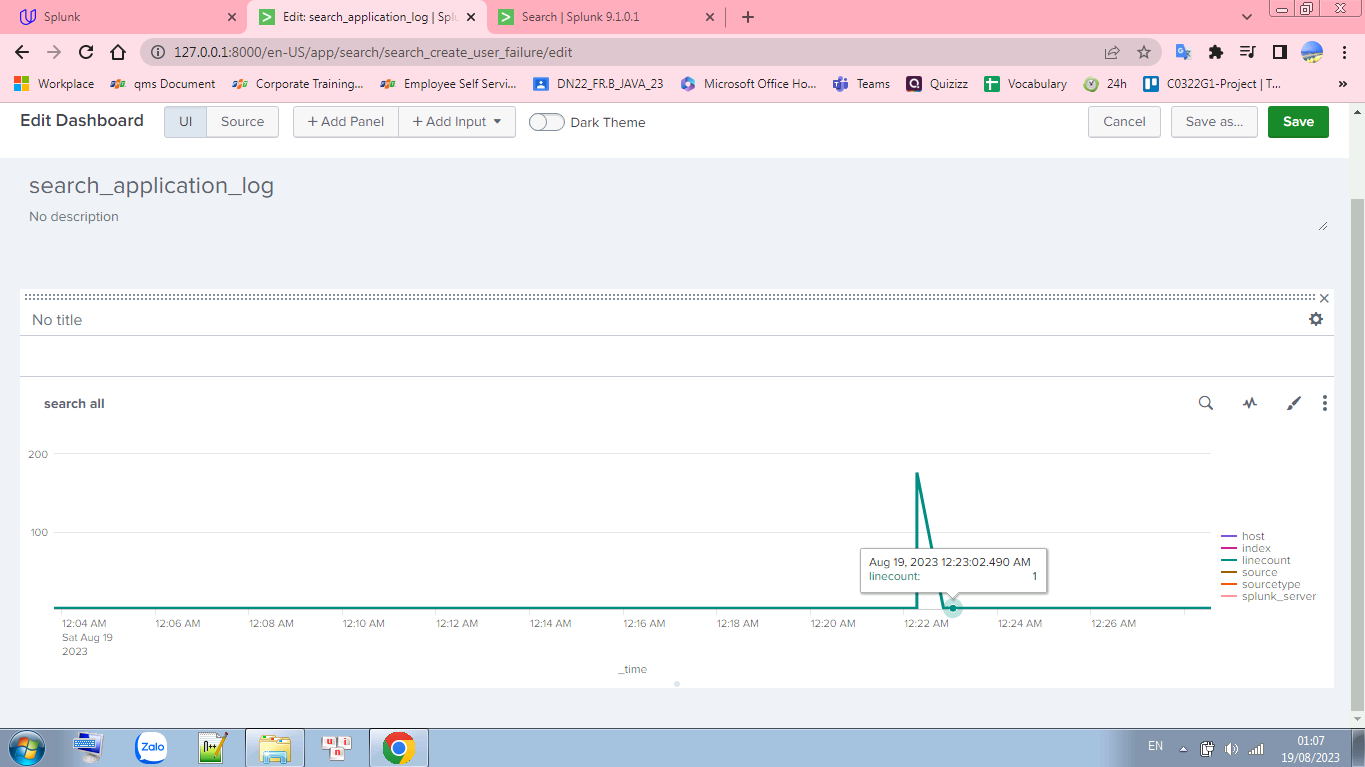 Splunk
Edit: search_application_log | Splu
Search | Splunk 9.1.0.1
127.0.0.1:8000/en-US/app/search/search_create_user_failure/edit
Workplace
qms Document
Corporate Training...
Employee Self Servi...
DN22_FR.B_JAVA_23
Microsoft Office Ho...
Teams
Quizizz
Vocabulary
24h
C0322G1-Project | T...
»
Edit Dashboard
UI
Source
+ Add Panel
+ Add Input
Dark Theme
Cancel
Save as...
Save
search_application_log
No description
No title
search all
200
100
Aug 19, 2023 12:23:02.490 AM
linecount: 1
host
index
linecount
source
sourcetype
splunk_server
12:04 AM 12:06 AM 12:08 AM 12:10 AM 12:12 AM 12:14 AM 12:16 AM 12:18 AM 12:20 AM 12:22 AM 12:24 AM 12:26 AM
Sat Aug 19
2023
_time
Zalo
N++
u n i
EN
01:07
19/08/2023